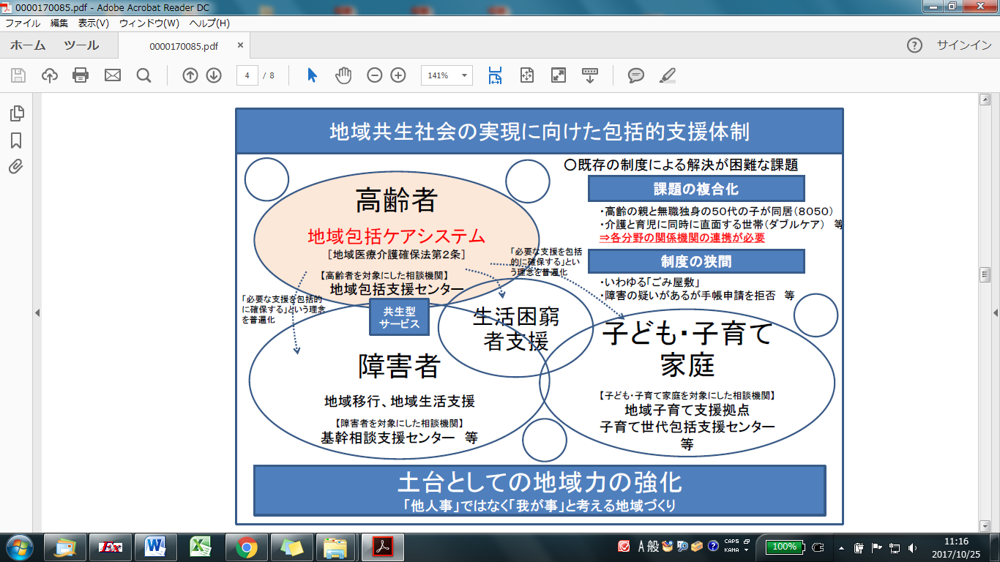 0000170085.pdf - Adobe Acrobat Reader DC
ファイル 編集 表示(V) ウィンドウ(W) ヘルプ(H)
ホーム ツール 0000170085.pdf × サインイン
4 / 8 141%
地域共生社会の実現に向けた包括的支援体制
○既存の制度による解決が困難な課題
課題の複合化
・高齢の親と無職独身の50代の子が同居(8050)
・介護と育児に同時に直面する世帯(ダブルケア) 等
⇒各分野の関係機関の連携が必要
制度の狭間
・いわゆる「ごみ屋敷」
・障害の疑いがあるが手帳申請を拒否 等
高齢者
地域包括ケアシステム
[地域医療介護確保法第2条]
【高齢者を対象にした相談機関】
地域包括支援センター
「必要な支援を包括
的に確保する」とい
う理念を普遍化
「必要な支援を包括的
に確保する」という理念
を普遍化
共生型
サービス
生活困窮
者支援
障害者
地域移行、地域生活支援
【障害者を対象にした相談機関】
基幹相談支援センター 等
子ども・子育て
家庭
【子ども・子育て家庭を対象にした相談機関】
地域子育て支援拠点
子育て世代包括支援センター
等
土台としての地域力の強化
「他人事」ではなく「我が事」と考える地域づくり
A 般 CAPS KANA 100%
11:16
2017/10/25